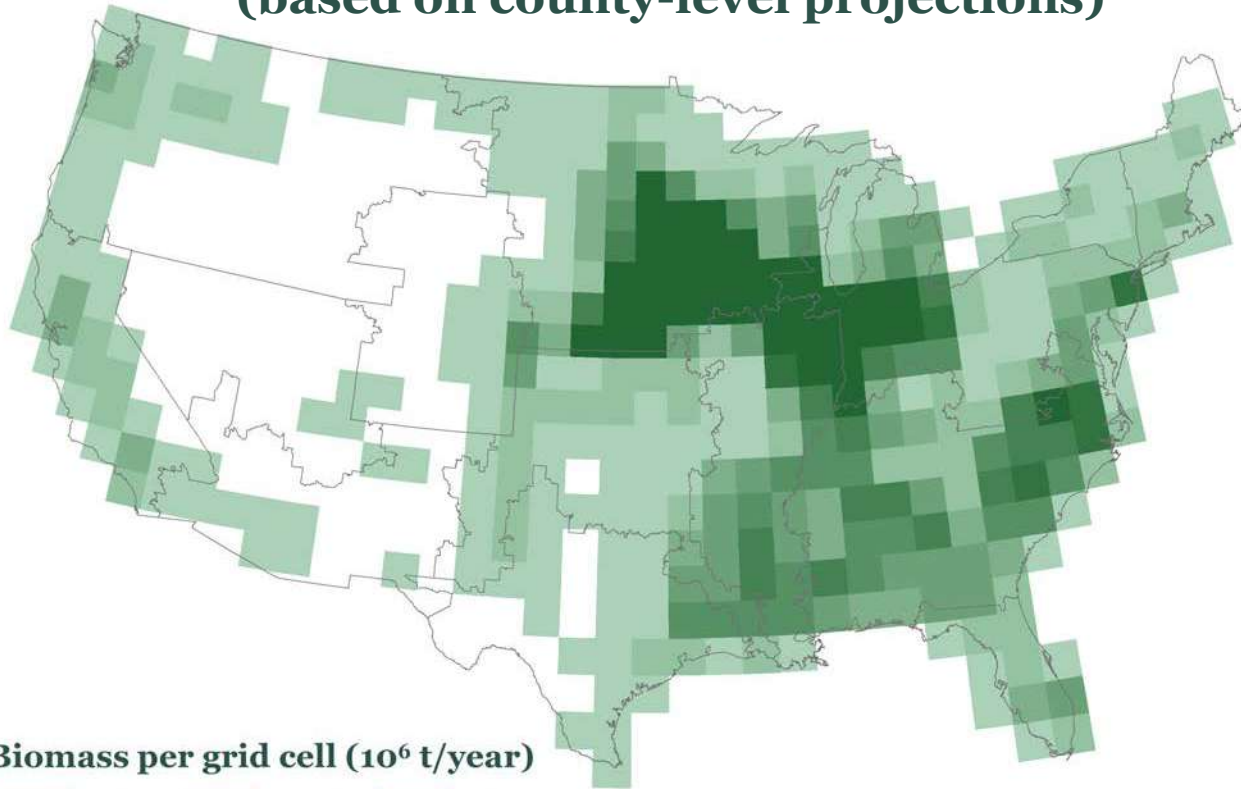 (based on county-level projections)
Biomass per grid cell (10⁶ t/year)